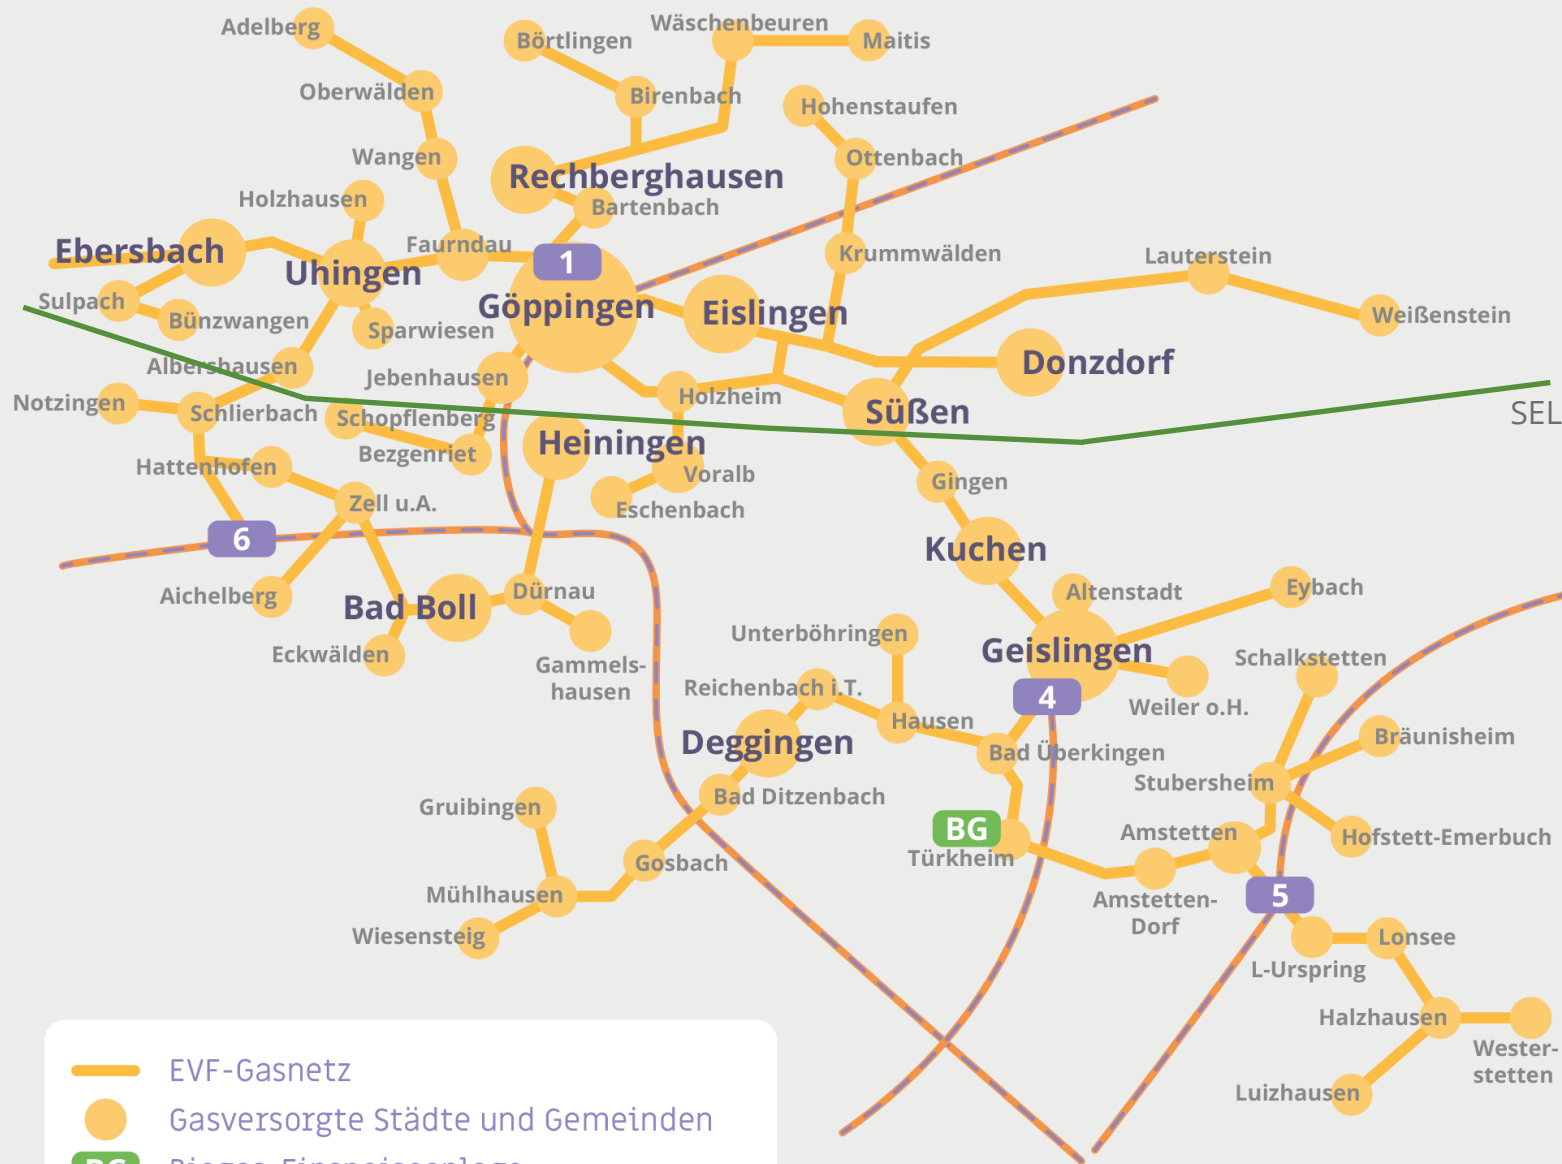 Adelberg
Börtlingen
Wäschenbeuren
Maitis
Oberwälden
Birenbach
Hohenstaufen
Wangen
Ottenbach
Rechberghausen
Holzhausen
Bartenbach
Ebersbach
Faurndau
1
Krummwälden
Lauterstein
Uhingen
Göppingen
Eislingen
Sulpach
Bünzwangen
Sparwiesen
Weißenstein
Albershausen
Jebenhausen
Donzdorf
Notzingen
Schlierbach
Schopflenberg
Holzheim
Süßen
SEL
Heiningen
Bezgenriet
Hattenhofen
Voralb
Gingen
Zell u.A.
Eschenbach
6
Kuchen
Aichelberg
Bad Boll
Dürnau
Altenstadt
Eybach
Unterböhringen
Eckwälden
Gammels-
hausen
Geislingen
Schalkstetten
Reichenbach i.T.
4
Weiler o.H.
Hausen
Deggingen
Bad Überkingen
Bräunisheim
Stubersheim
Bad Ditzenbach
Gruibingen
BG
Türkheim
Amstetten
Hofstett-Emerbuch
Gosbach
Mühlhausen
Amstetten-
Dorf
5
Wiesensteig
Lonsee
L-Urspring
Halzhausen
Wester-
stetten
Luizhausen
EVF-Gasnetz
Gasversorgte Städte und Gemeinden